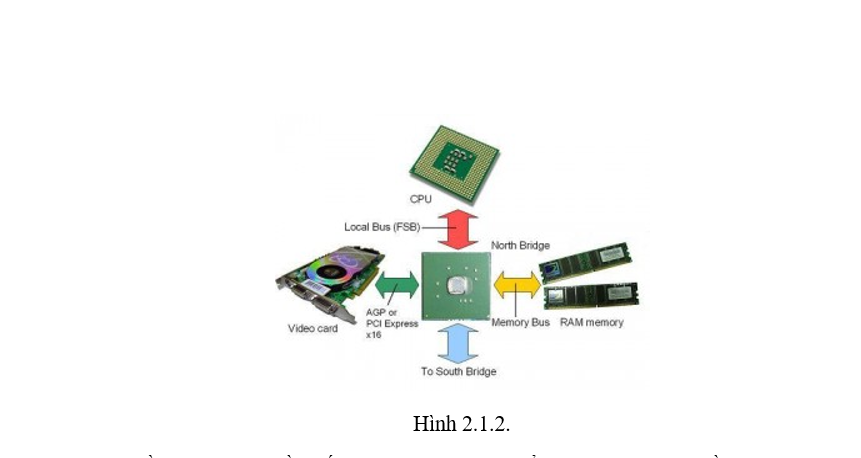 CPU
Local Bus (FSB)
North Bridge
Video card
AGP or
PCI Express
x16
Memory Bus
RAM memory
To South Bridge
Hình 2.1.2.